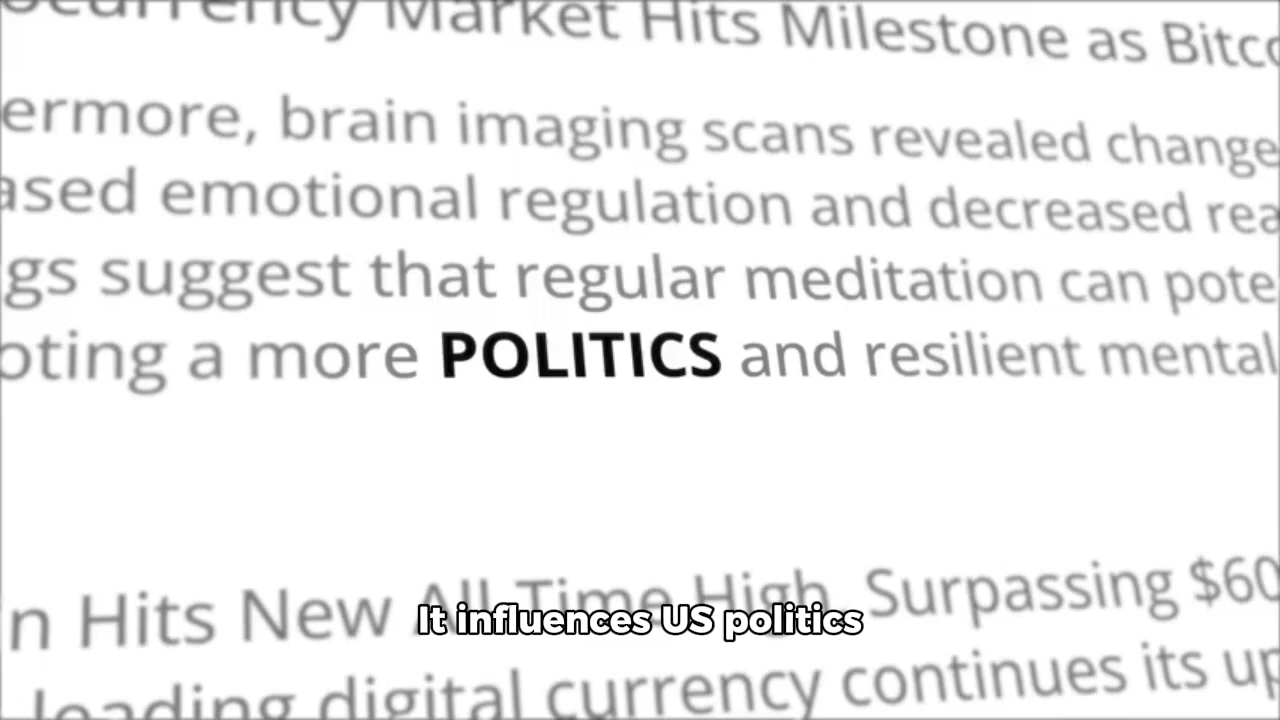 ocurrency Market Hits Milestone as Bitco
ermore, brain imaging scans revealed change
ased emotional regulation and decreased rea
gs suggest that regular meditation can pote
oting a more POLITICS and resilient mental
n Hits New All-Time High, Surpassing $60
It influences US politics
leading digital currency continues its up